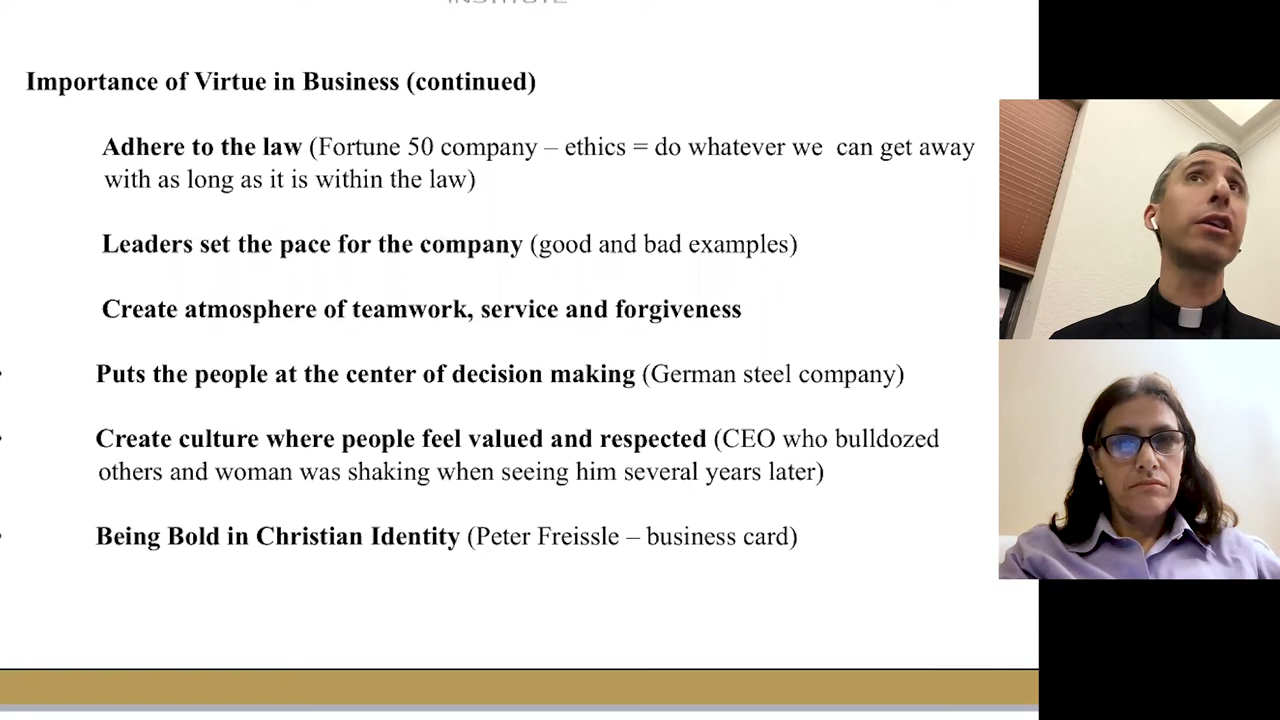 INSTITUTE
Importance of Virtue in Business (continued)
Adhere to the law (Fortune 50 company – ethics = do whatever we can get away
with as long as it is within the law)
Leaders set the pace for the company (good and bad examples)
Create atmosphere of teamwork, service and forgiveness
Puts the people at the center of decision making (German steel company)
Create culture where people feel valued and respected (CEO who bulldozed
others and woman was shaking when seeing him several years later)
Being Bold in Christian Identity (Peter Freissle – business card)